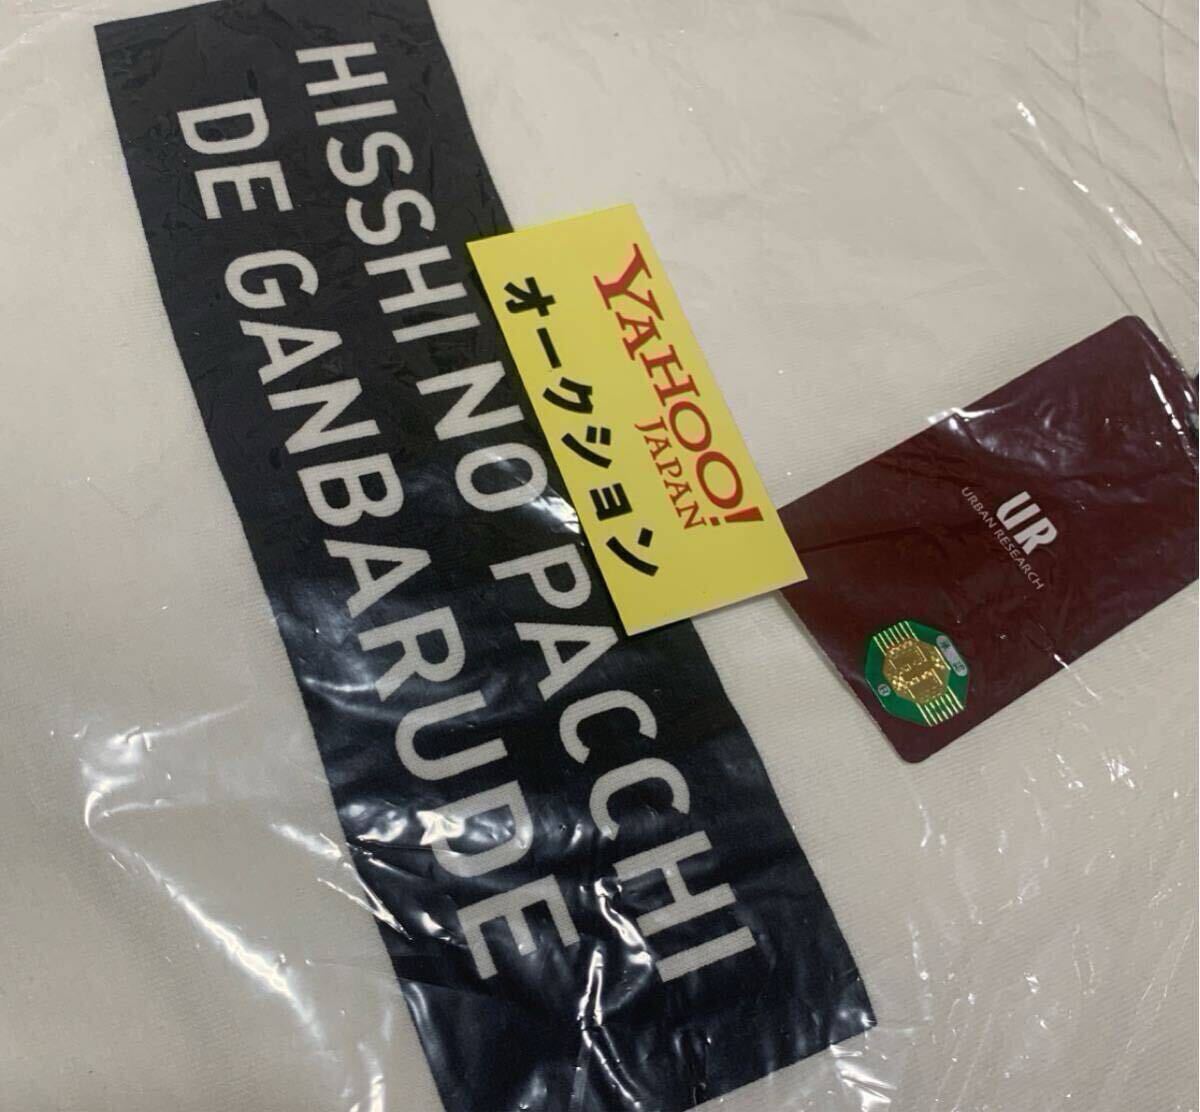 HISSHI NO PACCHI
DE GANBARUDE
YAHOO!
JAPAN
オークション
UR
URBAN RESEARCH